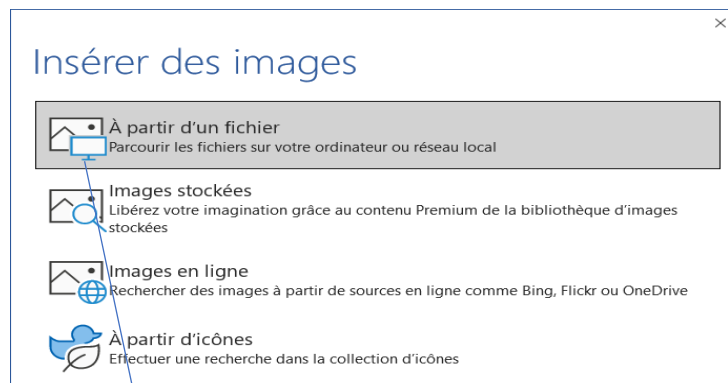 Insérer des images
À partir d'un fichier
Parcourir les fichiers sur votre ordinateur ou réseau local
Images stockées
Libérez votre imagination grâce au contenu Premium de la bibliothèque d'images
stockées
Images en ligne
Rechercher des images à partir de sources en ligne comme Bing, Flickr ou OneDrive
À partir d'icônes
Effectuer une recherche dans la collection d'icônes